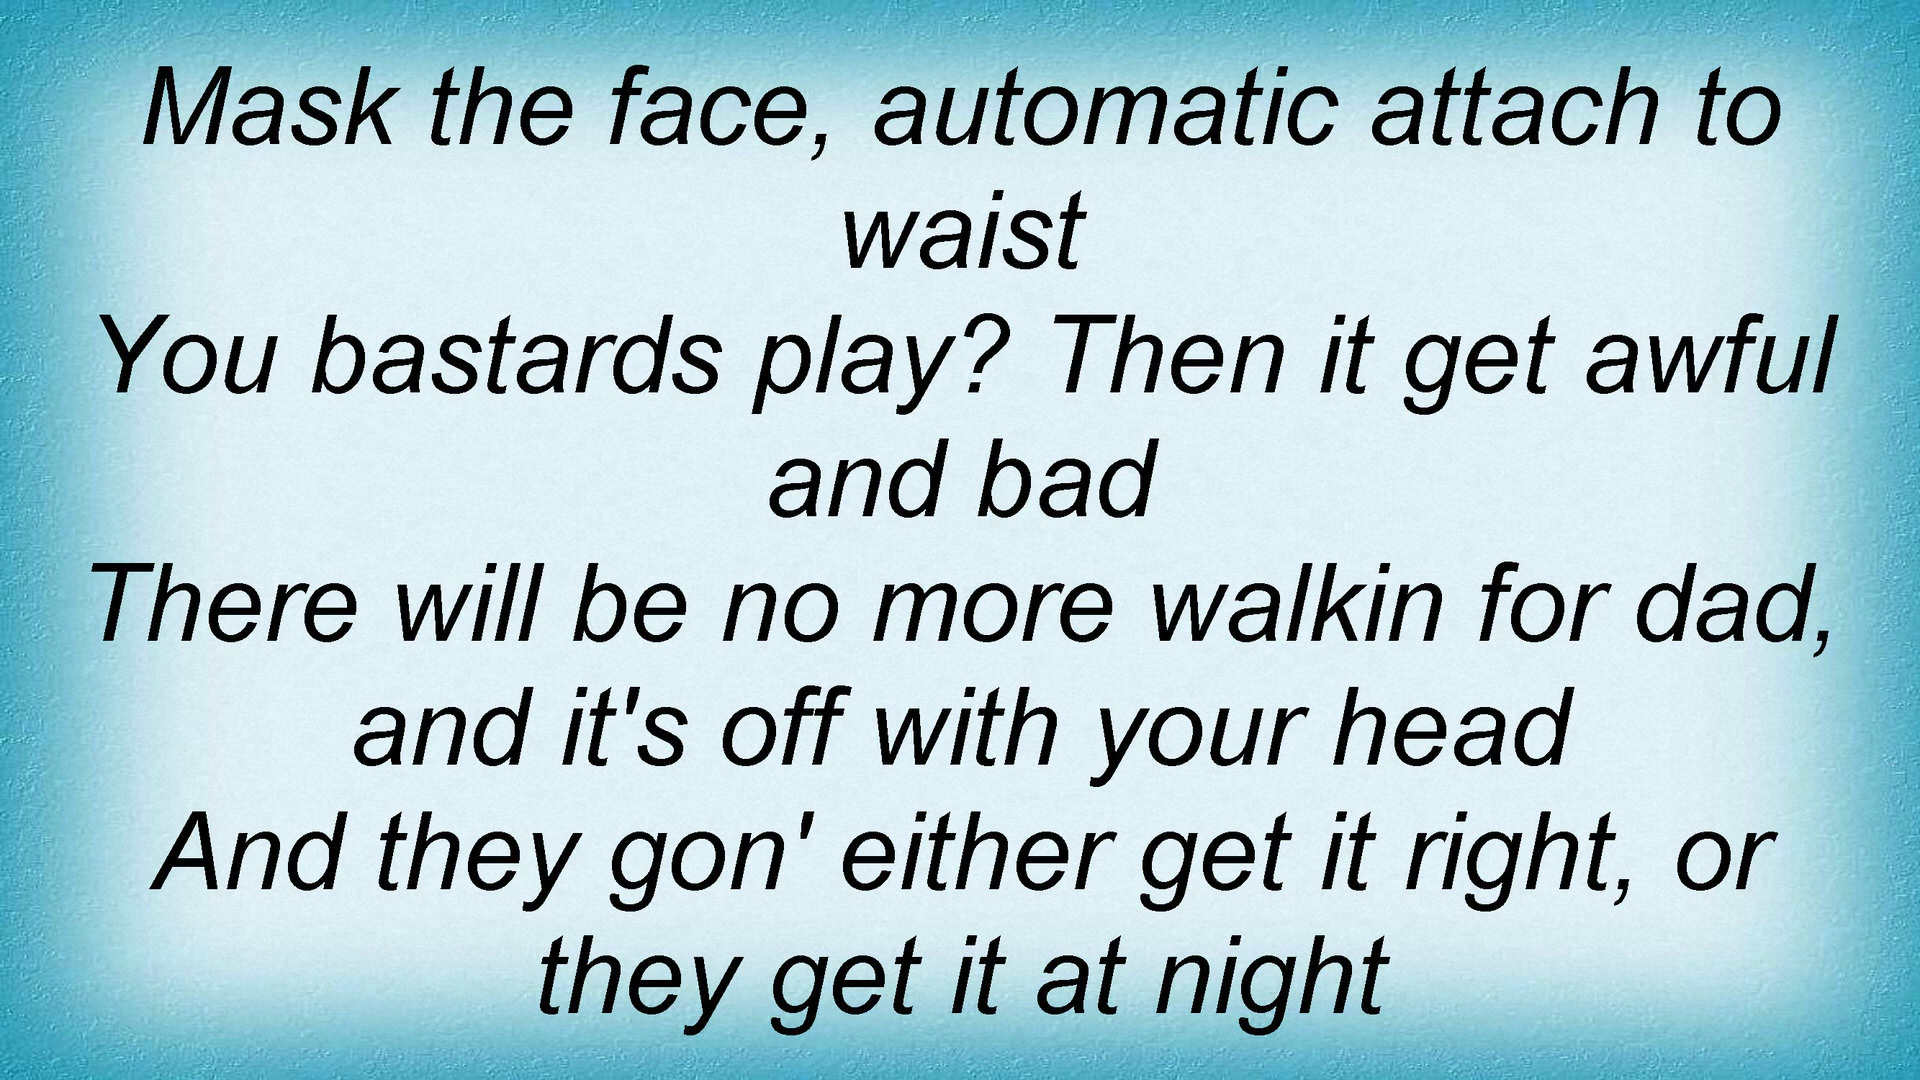 Mask the face, automatic attach to
waist
You bastards play? Then it get awful
and bad
There will be no more walkin for dad,
and it's off with your head
And they gon' either get it right, or
they get it at night